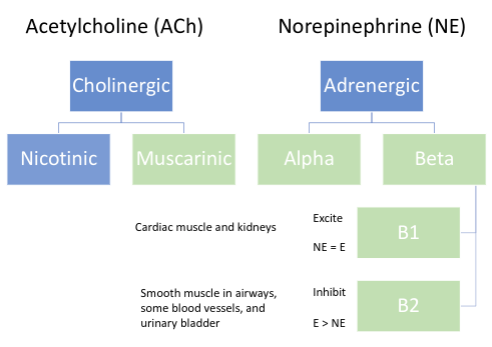 Acetylcholine (ACh)
Norepinephrine (NE)
Cholinergic
Adrenergic
Nicotinic
Muscarinic
Alpha
Beta
Cardiac muscle and kidneys
Excite
NE = E
B1
Smooth muscle in airways,
some blood vessels, and
urinary bladder
Inhibit
E > NE
B2